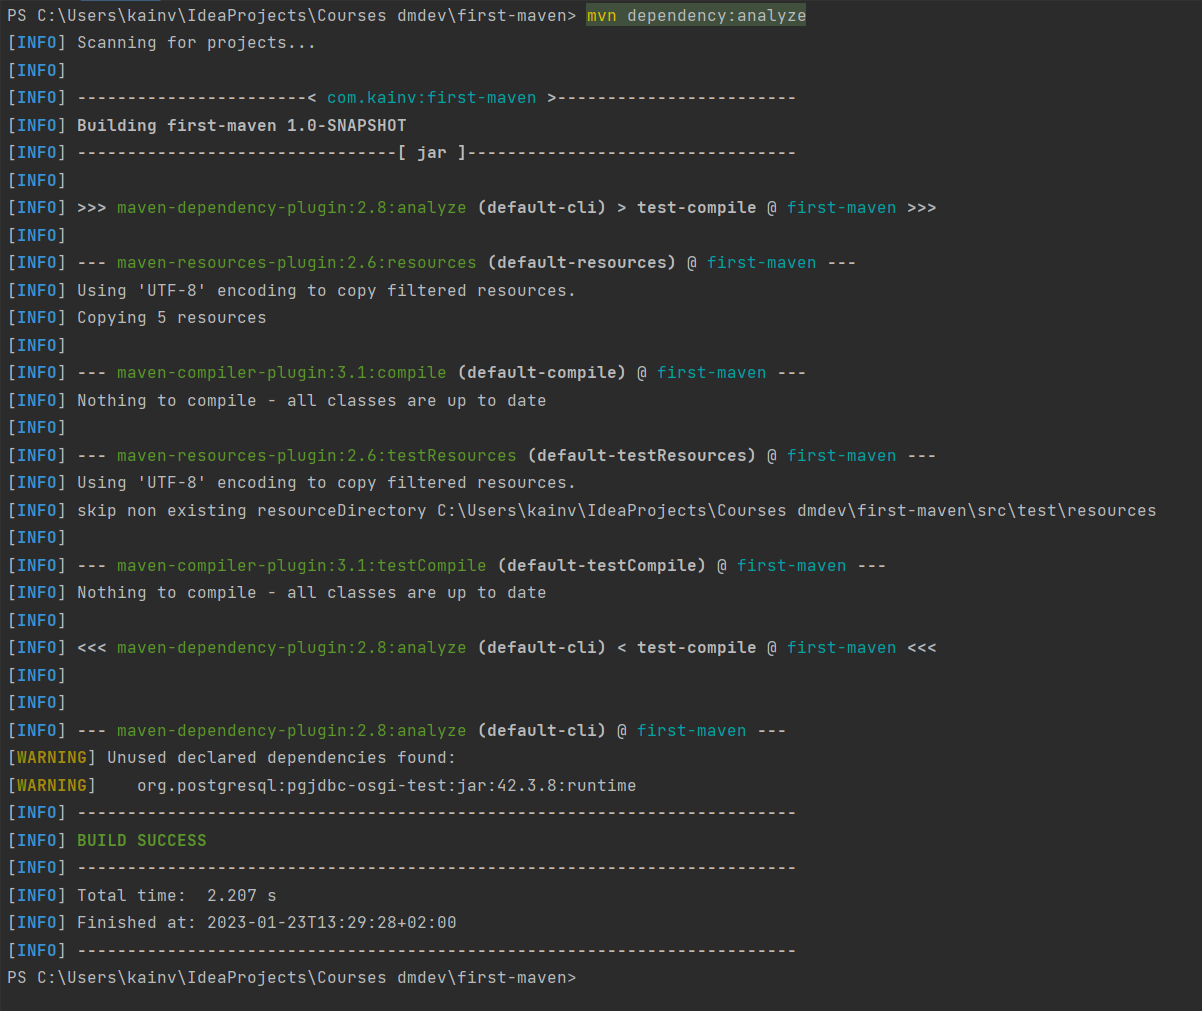 PS C:\Users\kainv\IdeaProjects\Courses dmdev\first-maven> mvn dependency:analyze
[INFO] Scanning for projects...
[INFO]
[INFO] -----------------------< com.kainv:first-maven >------------------------
[INFO] Building first-maven 1.0-SNAPSHOT
[INFO] --------------------------------[ jar ]---------------------------------
[INFO]
[INFO] >>> maven-dependency-plugin:2.8:analyze (default-cli) > test-compile @ first-maven >>>
[INFO]
[INFO] --- maven-resources-plugin:2.6:resources (default-resources) @ first-maven ---
[INFO] Using 'UTF-8' encoding to copy filtered resources.
[INFO] Copying 5 resources
[INFO]
[INFO] --- maven-compiler-plugin:3.1:compile (default-compile) @ first-maven ---
[INFO] Nothing to compile - all classes are up to date
[INFO]
[INFO] --- maven-resources-plugin:2.6:testResources (default-testResources) @ first-maven ---
[INFO] Using 'UTF-8' encoding to copy filtered resources.
[INFO] skip non existing resourceDirectory C:\Users\kainv\IdeaProjects\Courses dmdev\first-maven\src\test\resources
[INFO]
[INFO] --- maven-compiler-plugin:3.1:testCompile (default-testCompile) @ first-maven ---
[INFO] Nothing to compile - all classes are up to date
[INFO]
[INFO] <<< maven-dependency-plugin:2.8:analyze (default-cli) < test-compile @ first-maven <<<
[INFO]
[INFO]
[INFO] --- maven-dependency-plugin:2.8:analyze (default-cli) @ first-maven ---
[WARNING] Unused declared dependencies found:
[WARNING]    org.postgresql:pgjdbc-osgi-test:jar:42.3.8:runtime
[INFO] ------------------------------------------------------------------------
[INFO] BUILD SUCCESS
[INFO] ------------------------------------------------------------------------
[INFO] Total time:  2.207 s
[INFO] Finished at: 2023-01-23T13:29:28+02:00
[INFO] ------------------------------------------------------------------------
PS C:\Users\kainv\IdeaProjects\Courses dmdev\first-maven>